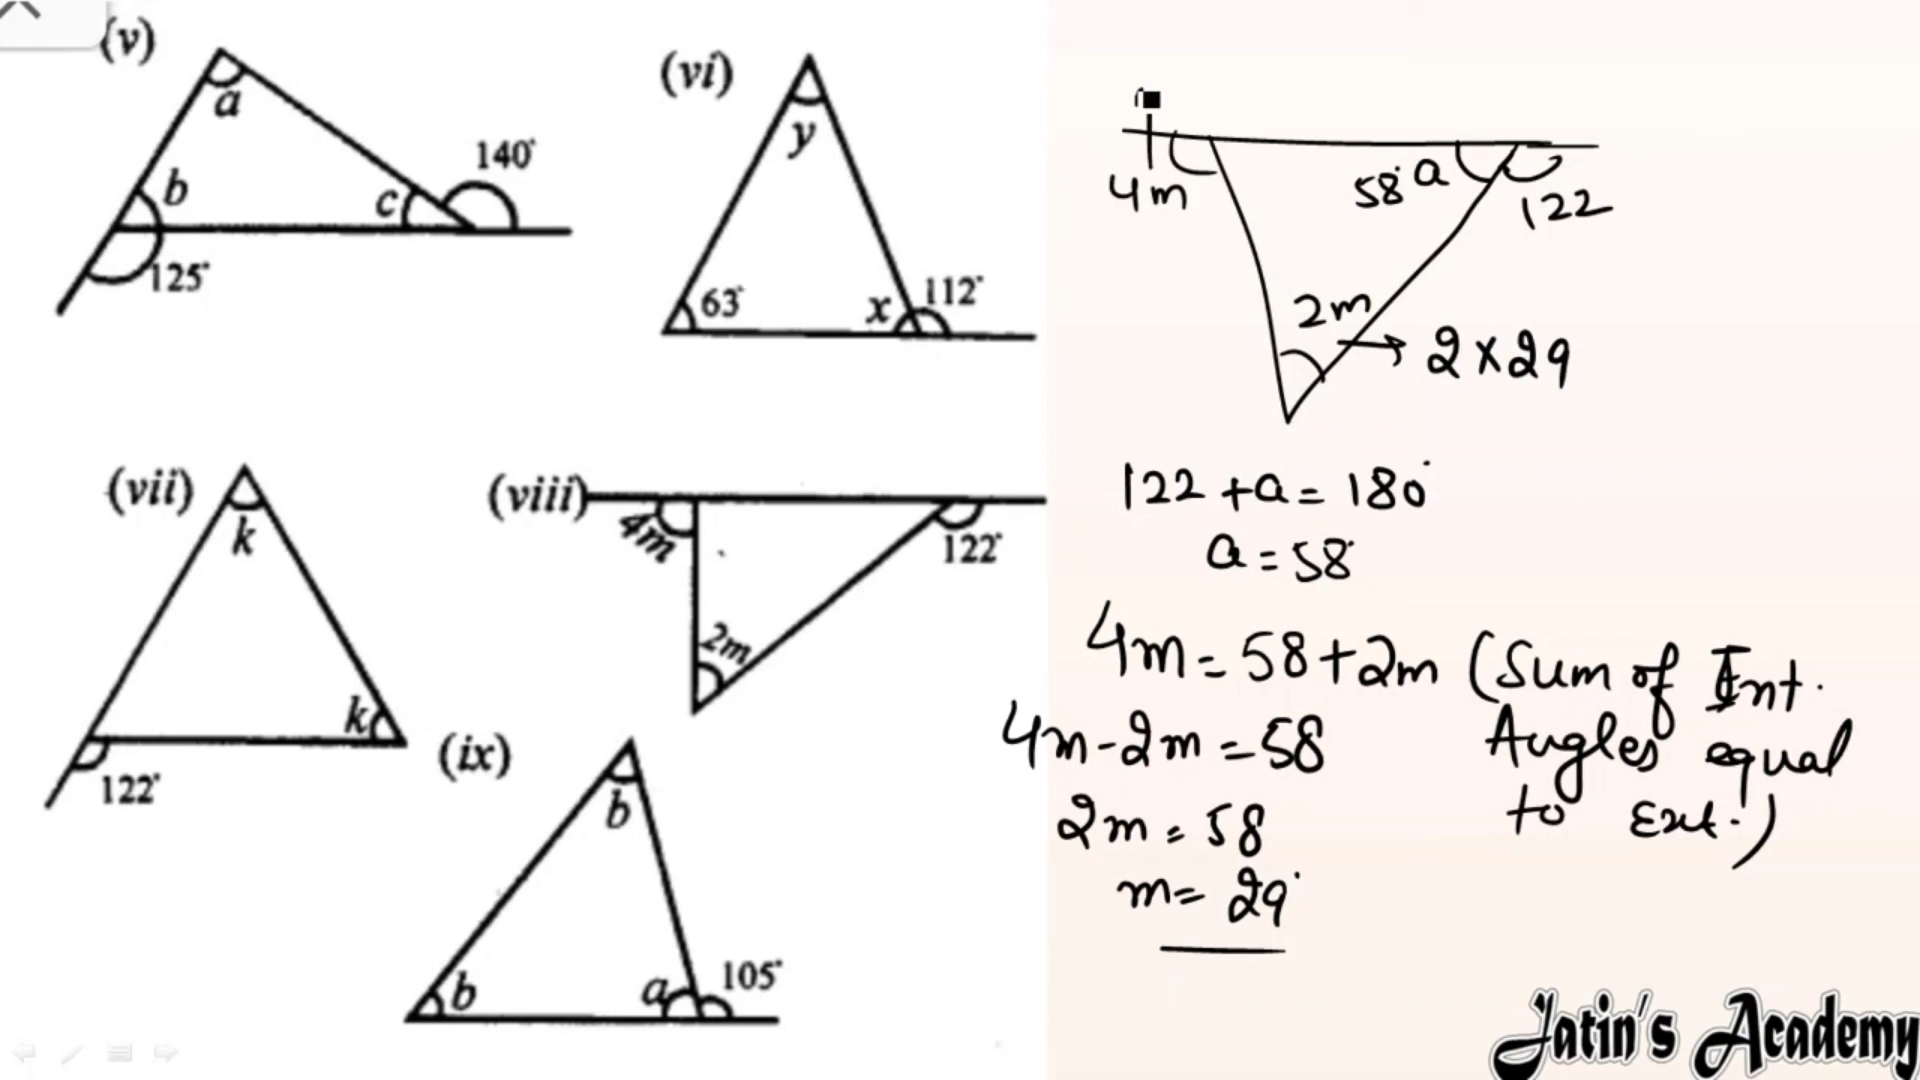 (v)
a
b
c
140°
125°
(vi)
y
63°
x
112°
(vii)
k
k
122°
(viii)
4m
2m
122°
(ix)
b
b
a
105°
4m
58° a
122
2m
→ 2 × 29
122 + a = 180°
a = 58°
4m = 58 + 2m (Sum of Int.
Angles equal
to Ext.)
4m - 2m = 58
2m = 58
m = 29°
Jatin's Academy